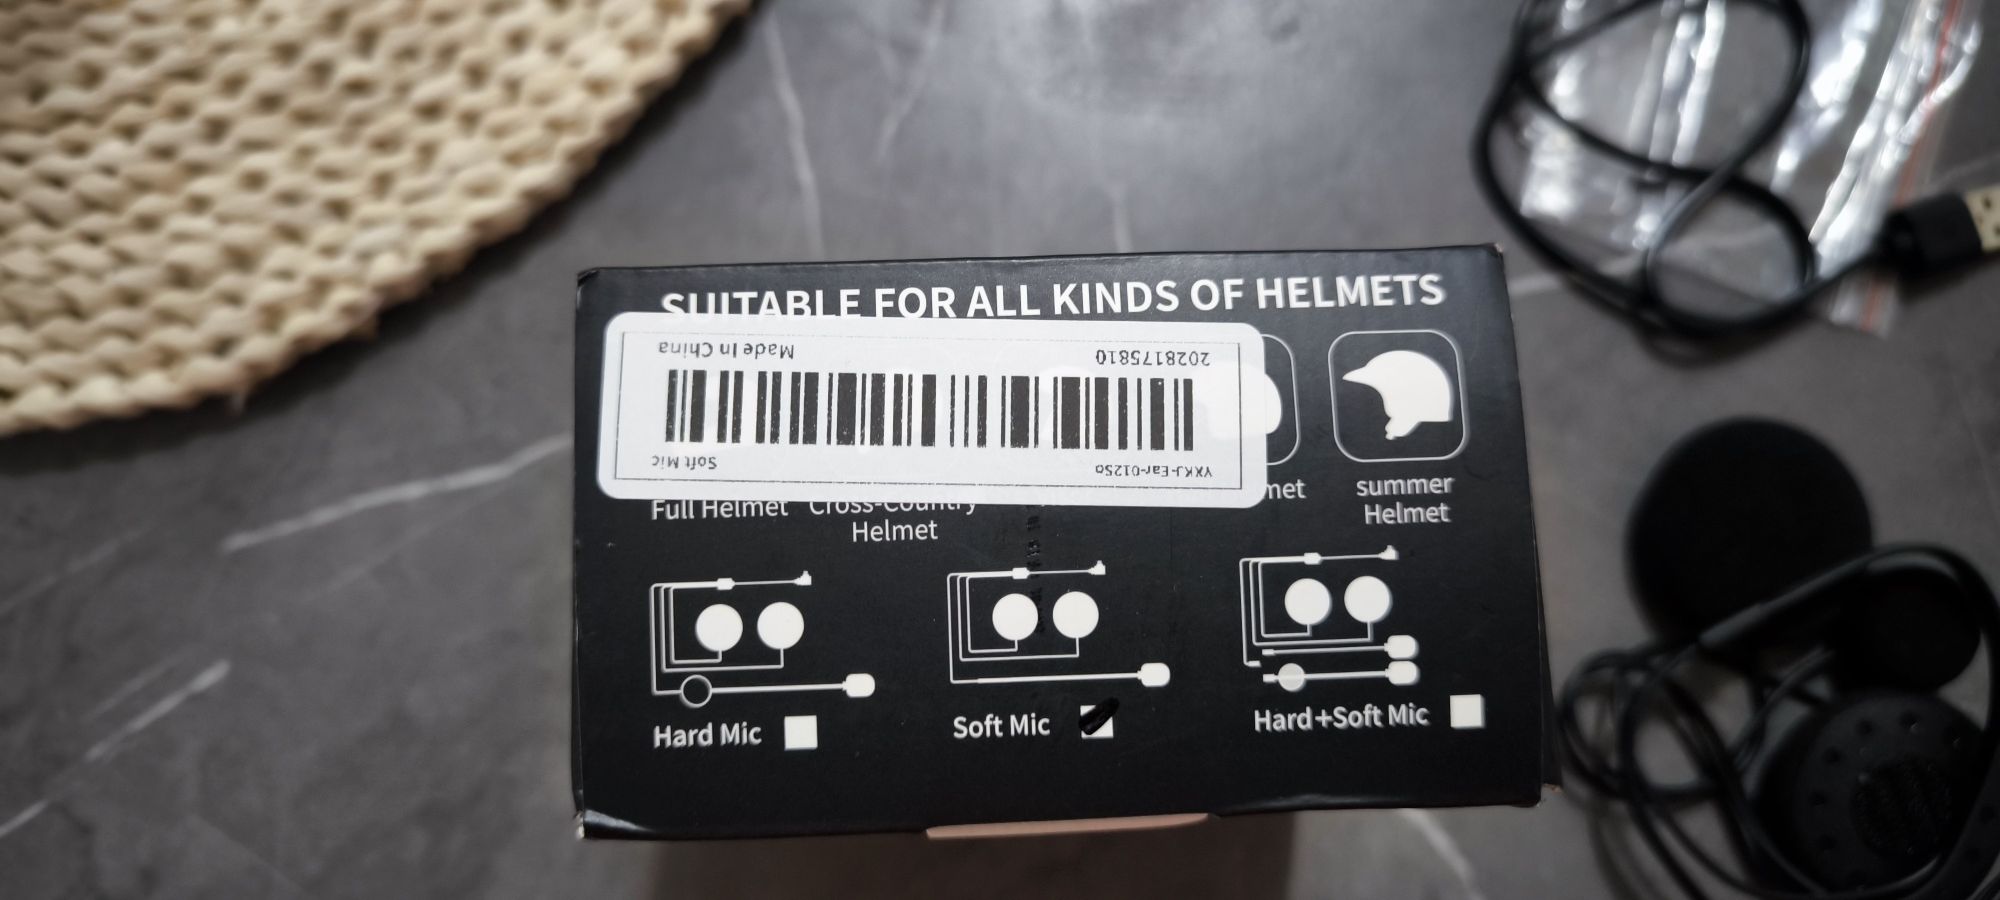 SUITABLE FOR ALL KINDS OF HELMETS
Made In China
2028175810
Soft Mic
YXKJ-Ear-0125a
Full Helmet
Cross-Country
Helmet
summer
Helmet
Hard Mic
Soft Mic
Hard+Soft Mic